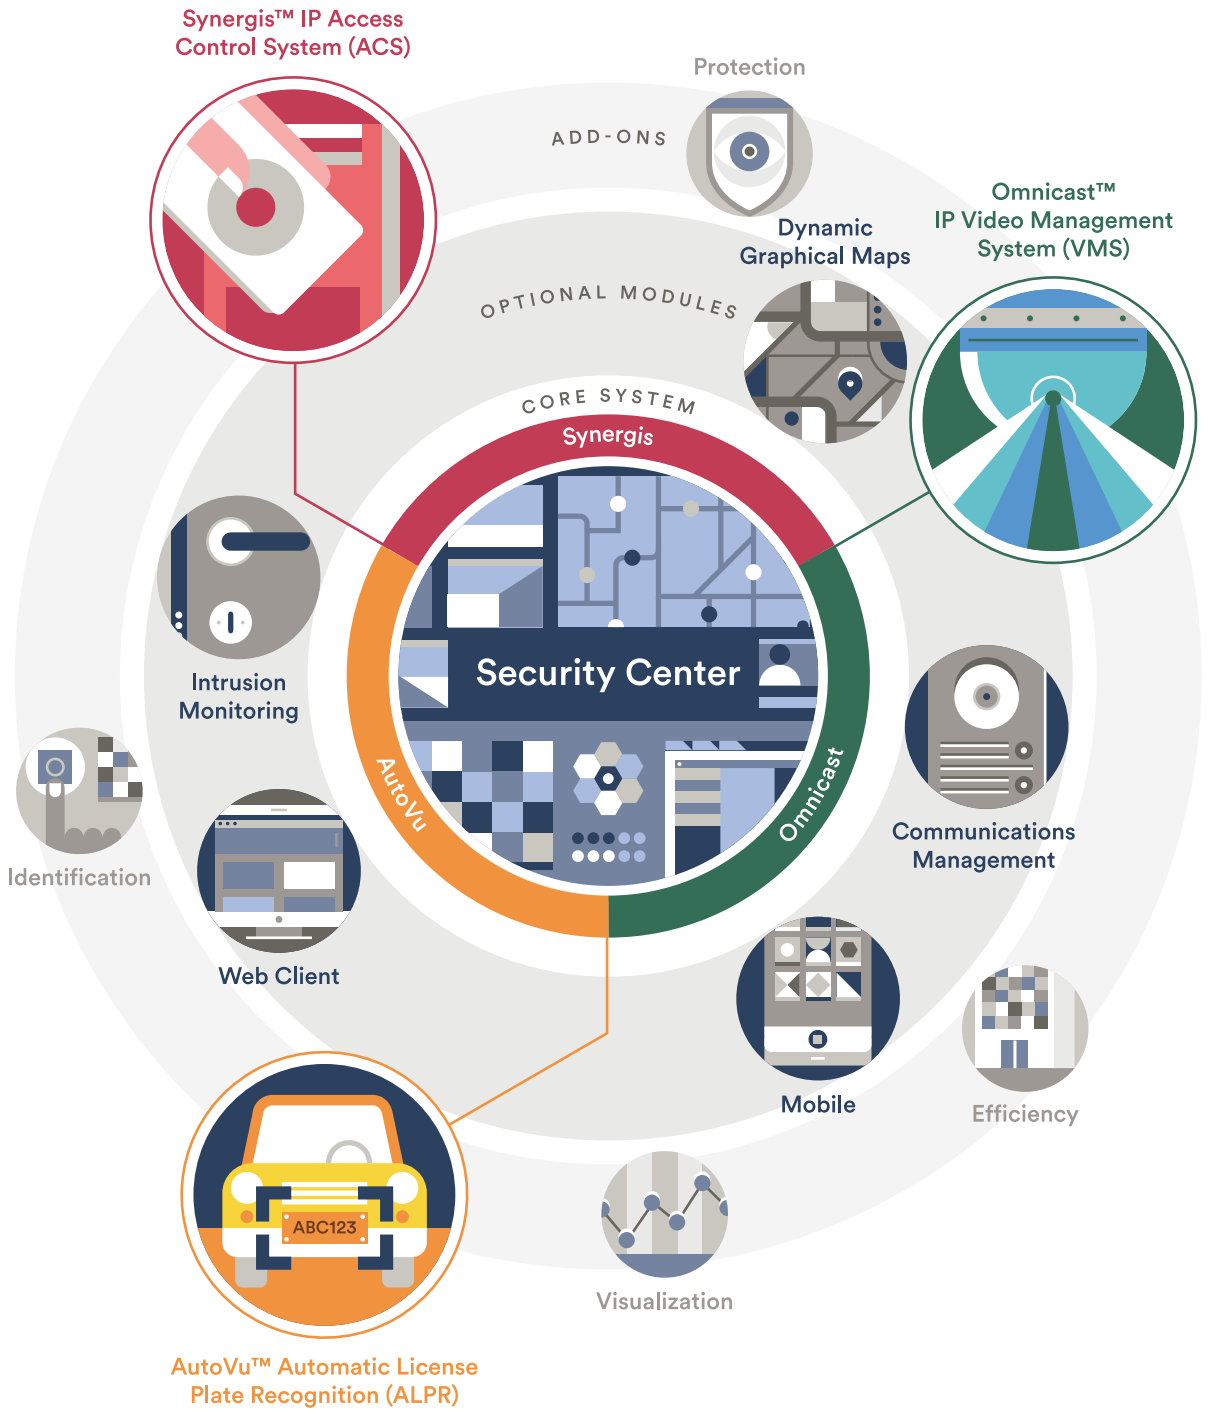 Synergis™ IP Access
Control System (ACS)
Protection
ADD-ONS
Omnicast™
IP Video Management
System (VMS)
Dynamic
Graphical Maps
OPTIONAL MODULES
CORE SYSTEM
Synergis
Security Center
Intrusion
Monitoring
AutoVu
Omnicast
Communications
Management
Identification
Web Client
Mobile
Efficiency
ABC123
Visualization
AutoVu™ Automatic License
Plate Recognition (ALPR)